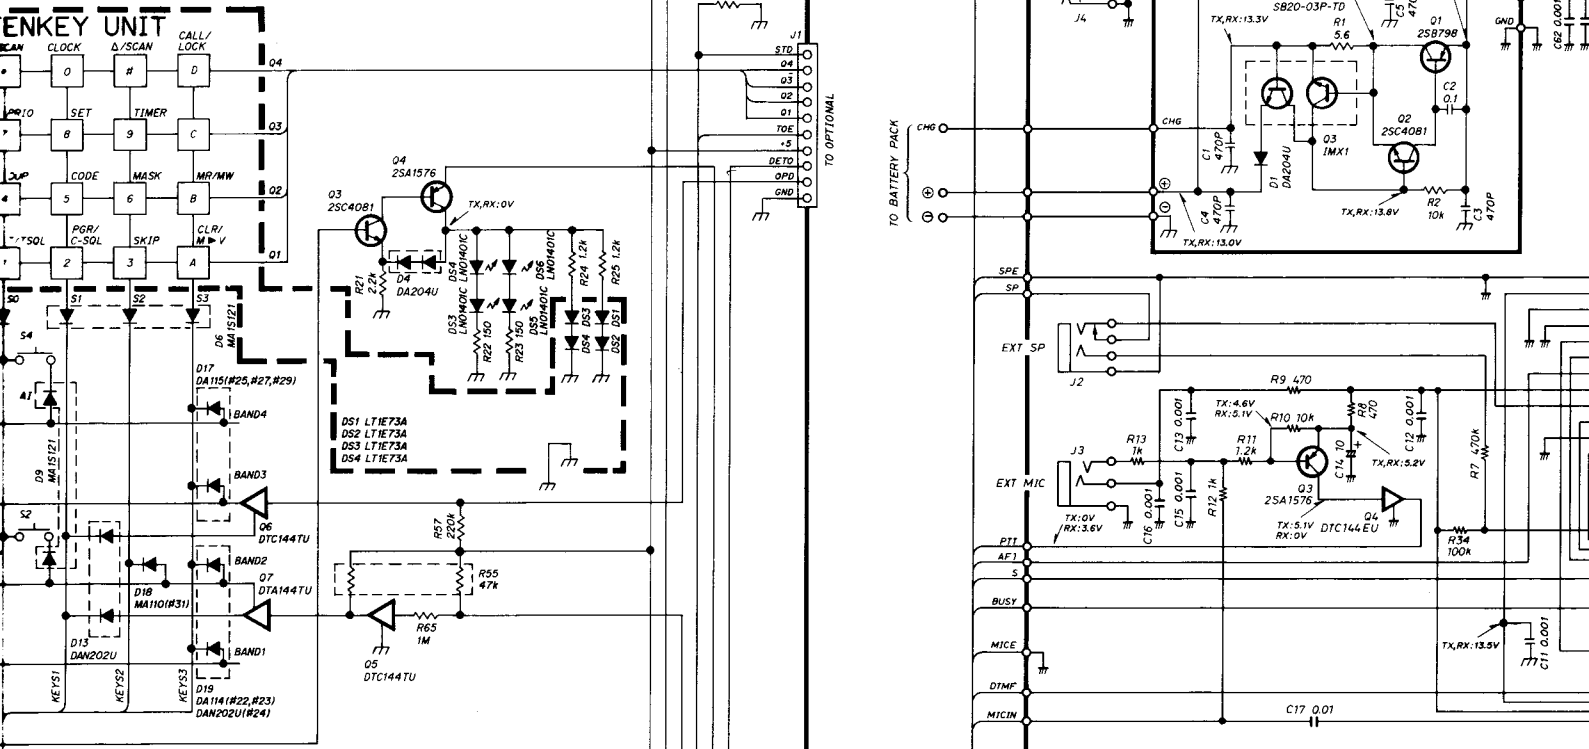 TENKEY UNIT
SCAN
CLOCK
Δ/SCAN
CALL/
LOCK
0
#
D
Q4
PRIO
SET
TIMER
8
9
C
Q3
CODE
MASK
MR/MW
4
5
6
B
Q2
T/TSQL
PGR/
C-SQL
SKIP
CLR/
M►V
1
2
3
A
Q1
S0
S1
S2
S3
D6
MA1S121
S4
A1
D9
MA1S121
S2
D17
DA115(#25,#27,#29)
BAND4
BAND3
Q6
DTC144TU
BAND2
Q7
DTA144TU
D18
MA110(#31)
D13
DAN202U
BAND1
D19
DA114(#22,#23)
DAN202U(#24)
KEYS1
KEYS2
KEYS3
Q3
2SC4081
Q4
2SA1576
TX,RX:0V
R21
2.2k
D4
DA204U
DS4
LN01401C
DS3
LN01401C
DS6
LN01401C
DS5
LN01401C
R22 150
R23 150
R24 1.2k
R25 1.2k
DS3
DS4
DS1
DS2
DS1 LT1E73A
DS2 LT1E73A
DS3 LT1E73A
DS4 LT1E73A
R57
220k
R55
47k
R65
1M
Q5
DTC144TU
J1
STD
Q4
Q3
Q2
Q1
TOE
+5
DETO
OPD
GND
TO OPTIONAL
TO BATTERY PACK
CHG
⊕
⊖
J4
SB20-03P-TD
TX,RX:13.3V
R1
5.6
C5
Q1
2SB798
GND
C62 0.001
C2
0.1
Q2
2SC4081
Q3
IMX1
CHG
C1
470P
D1
DA204U
⊕
⊖
C4
470P
TX,RX:13.0V
TX,RX:13.8V
R2
10k
C3
470P
SPE
SP
EXT SP
J2
R9 470
TX:4.6V
RX:5.1V
R10 10k
R8
470
C12 0.001
C13 0.001
R13
1k
R11
1.2k
J3
EXT MIC
C14 10
+
TX,RX:5.2V
R7 470k
Q3
2SA1576
C16 0.001
C15 0.001
R12 1k
TX:0V
RX:3.6V
TX:5.1V
RX:0V
Q4
DTC144EU
R34
100k
PTT
AF1
S
BUSY
MICE
DTMF
MICIN
TX,RX:13.5V
C11 0.001
C17 0.01